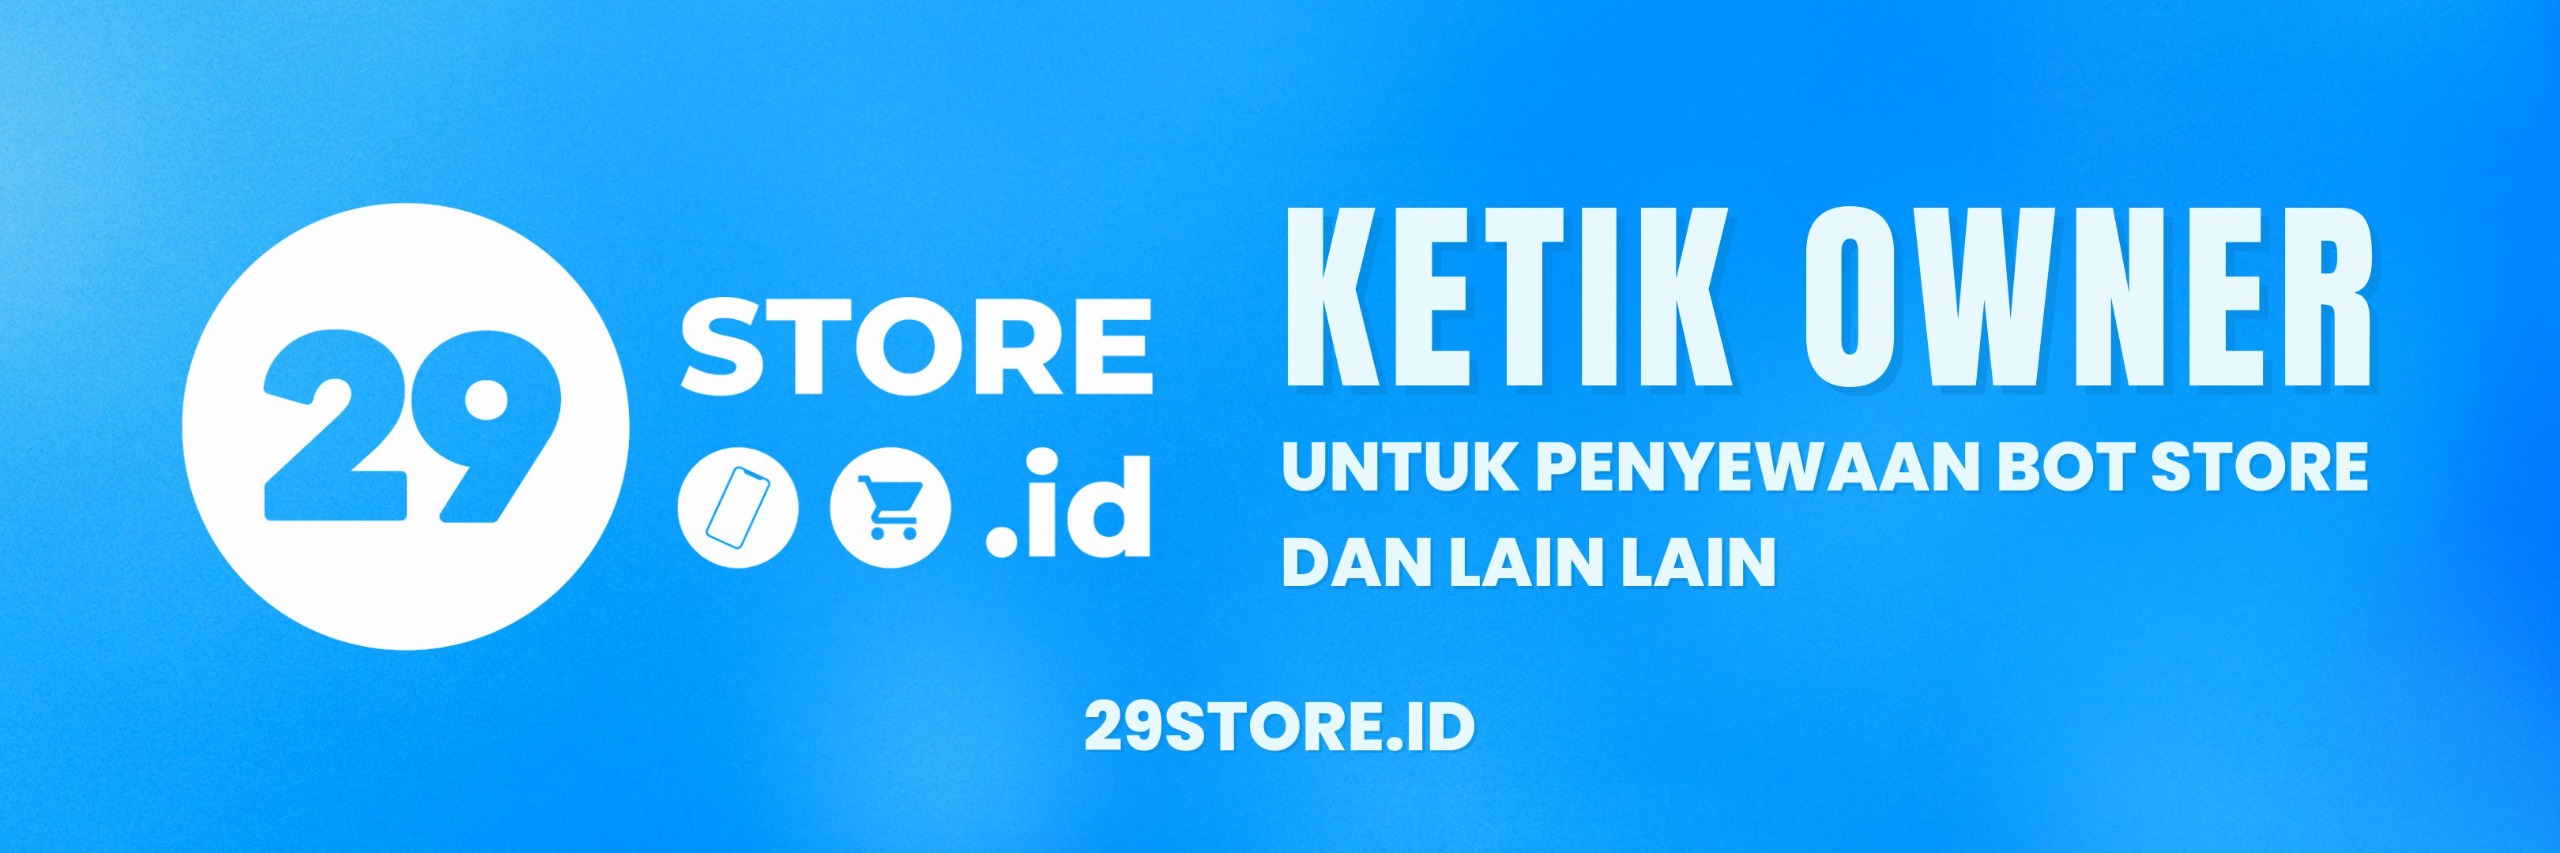 29
STORE
.id
KETIK OWNER
UNTUK PENYEWAAN BOT STORE
DAN LAIN LAIN
29STORE.ID